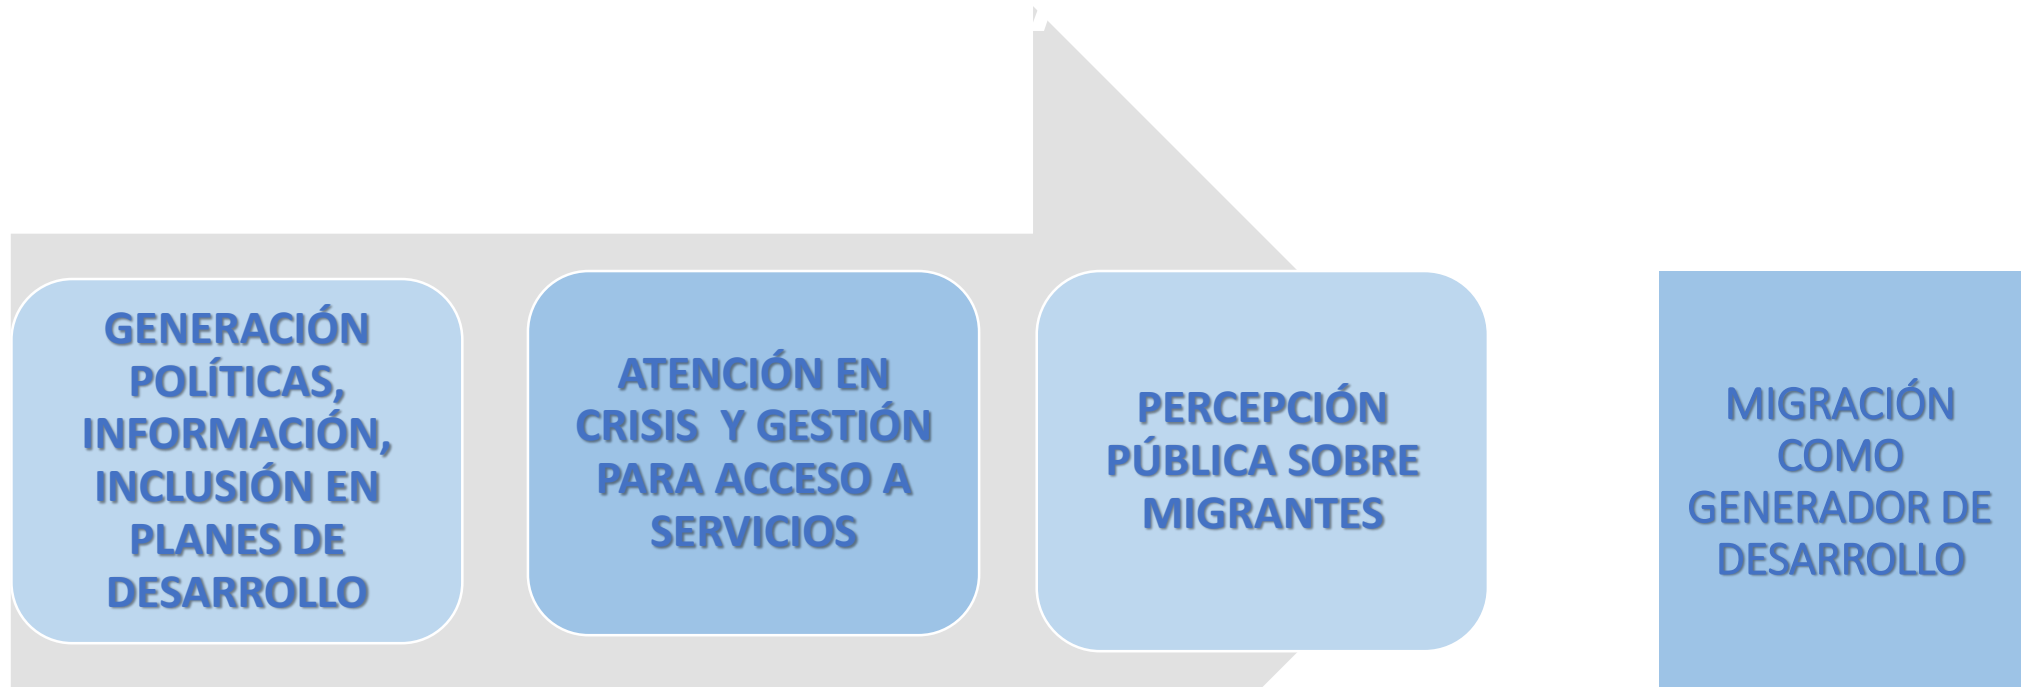 GENERACIÓN
POLÍTICAS,
INFORMACIÓN,
INCLUSIÓN EN
PLANES DE
DESARROLLO
ATENCIÓN EN
CRISIS Y GESTIÓN
PARA ACCESO A
SERVICIOS
PERCEPCIÓN
PÚBLICA SOBRE
MIGRANTES
MIGRACIÓN
COMO
GENERADOR DE
DESARROLLO